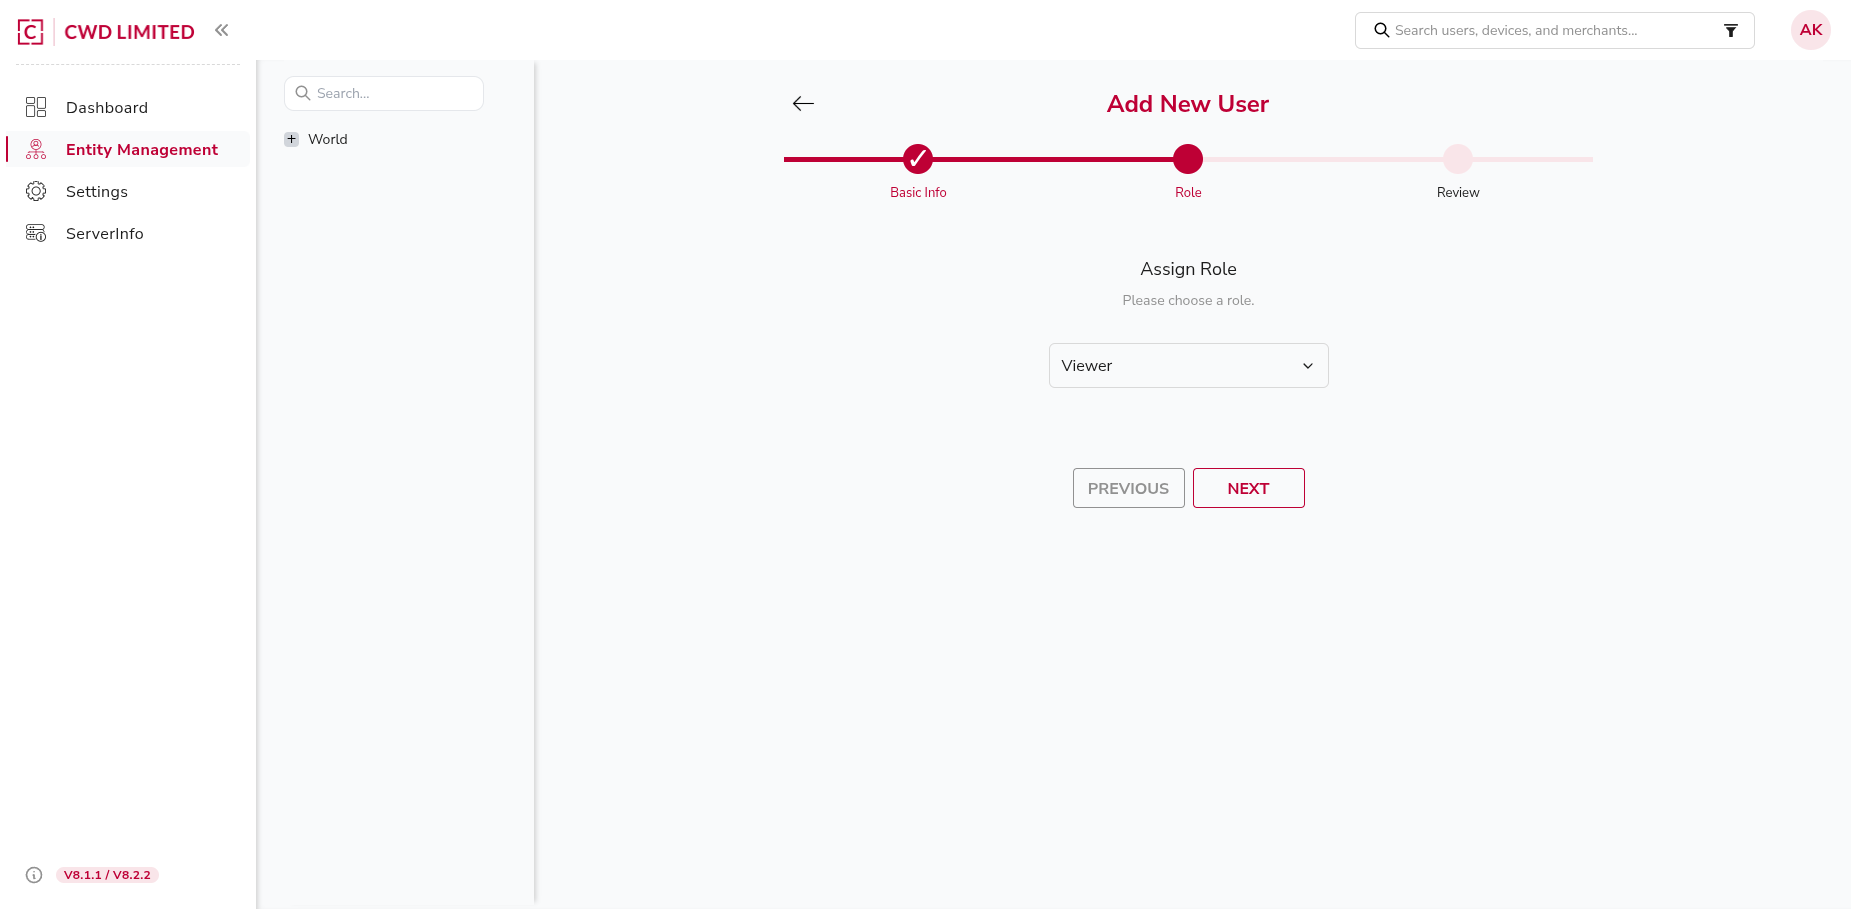 CWD LIMITED
Search users, devices, and merchants...
AK
Dashboard
Entity Management
Settings
ServerInfo
V8.1.1 / V8.2.2
Search...
World
Add New User
Basic Info
Role
Review
Assign Role
Please choose a role.
Viewer
PREVIOUS
NEXT